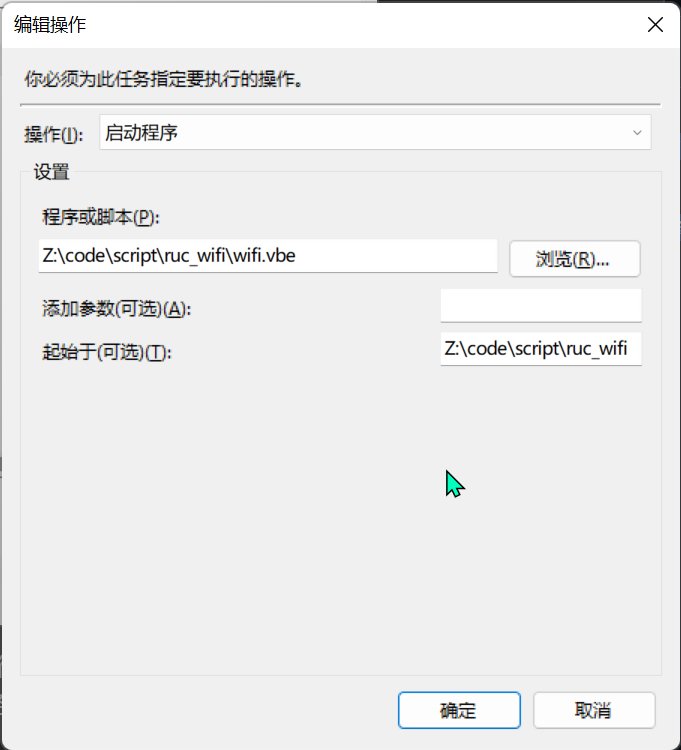 编辑操作
你必须为此任务指定要执行的操作。
操作(I): 启动程序
设置
程序或脚本(P):
Z:\code\script\ruc_wifi\wifi.vbe 浏览(R)...
添加参数(可选)(A):
起始于(可选)(T): Z:\code\script\ruc_wifi
确定 取消